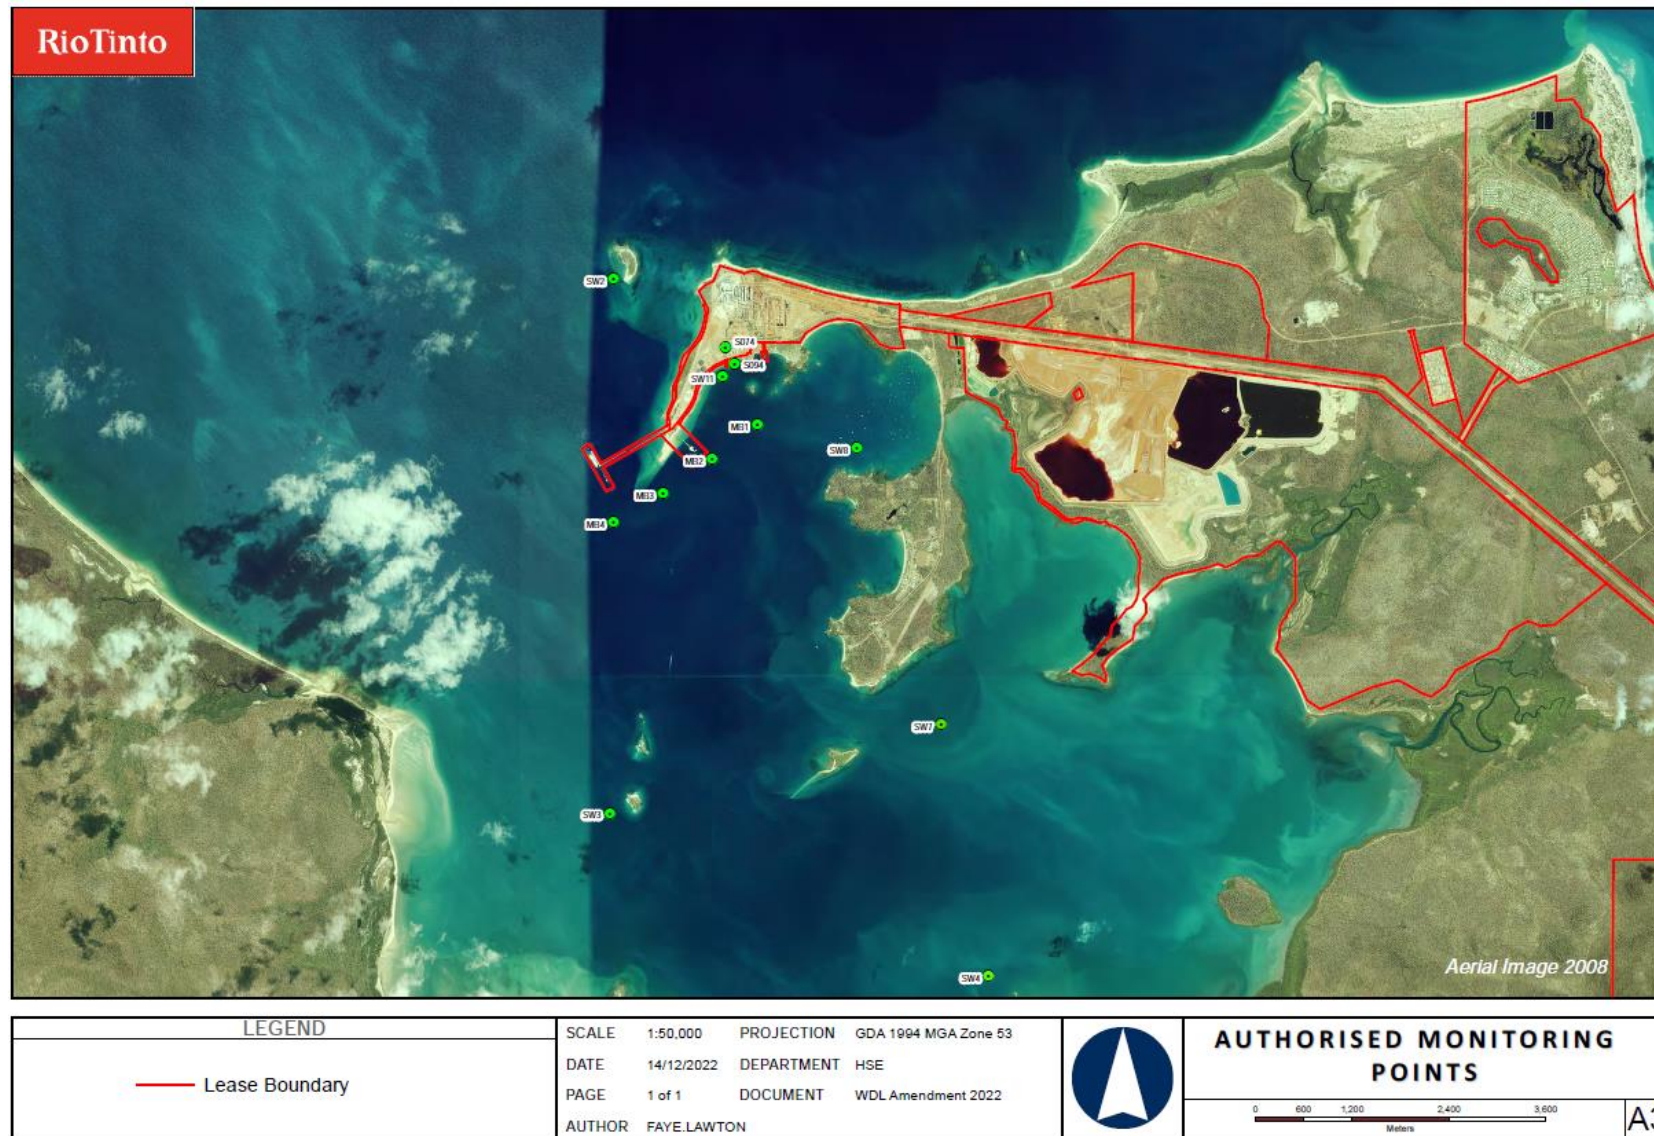 RioTinto
SW2
S074
S094
SW11
MB1
SW8
MB2
MB3
MB4
SW7
SW3
SW4
Aerial Image 2008
LEGEND
Lease Boundary
SCALE 1:50,000 PROJECTION GDA 1994 MGA Zone 53
DATE 14/12/2022 DEPARTMENT HSE
PAGE 1 of 1 DOCUMENT WDL Amendment 2022
AUTHOR FAYE.LAWTON
AUTHORISED MONITORING
POINTS
0 600 1,200 2,400 3,600
Meters